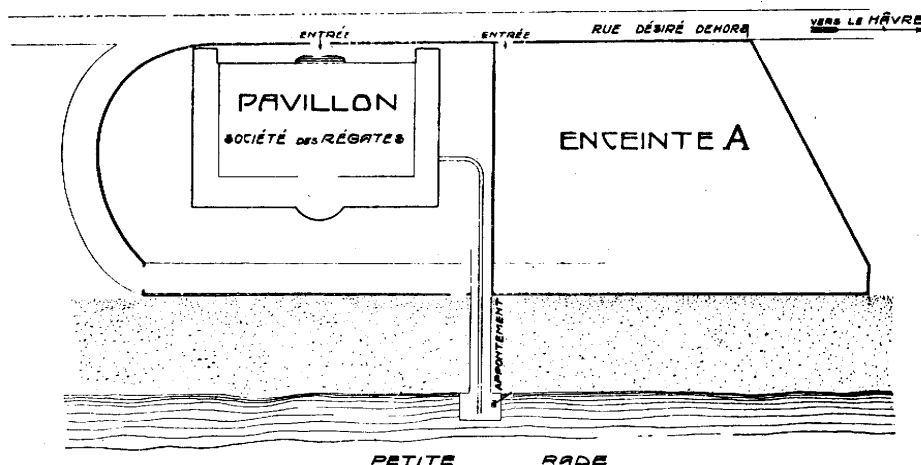 VERS LE HÂVRE
ENTRÉE
ENTRÉE
RUE DÉSIRÉ DEHORS
PAVILLON
SOCIÉTÉ DES RÉGATES
ENCEINTE A
APPONTEMENT
PETITE RADE